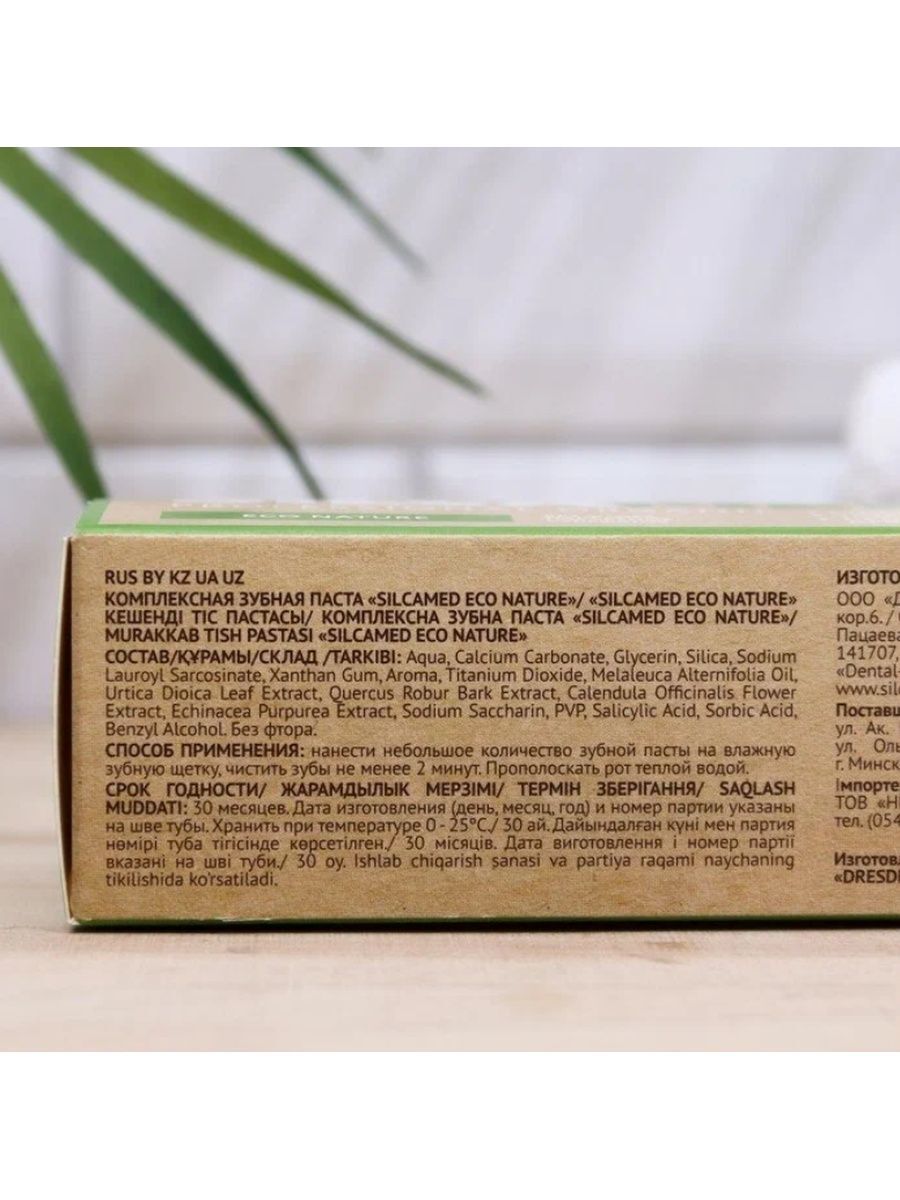 ECO NATURE
RUS BY KZ UA UZ
КОМПЛЕКСНАЯ ЗУБНАЯ ПАСТА «SILCAMED ECO NATURE»/ «SILCAMED ECO NATURE»
КЕШЕНДІ ТІС ПАСТАСЫ/ КОМПЛЕКСНА ЗУБНА ПАСТА «SILCAMED ECO NATURE»/
MURAKKAB TISH PASTASI «SILCAMED ECO NATURE»
СОСТАВ/ҚҰРАМЫ/СКЛАД /TARKIBI: Aqua, Calcium Carbonate, Glycerin, Silica, Sodium
Lauroyl Sarcosinate, Xanthan Gum, Aroma, Titanium Dioxide, Melaleuca Alternifolia Oil,
Urtica Dioica Leaf Extract, Quercus Robur Bark Extract, Calendula Officinalis Flower
Extract, Echinacea Purpurea Extract, Sodium Saccharin, PVP, Salicylic Acid, Sorbic Acid,
Benzyl Alcohol. Без фтора.
СПОСОБ ПРИМЕНЕНИЯ: нанести небольшое количество зубной пасты на влажную
зубную щетку, чистить зубы не менее 2 минут. Прополоскать рот теплой водой.
СРОК ГОДНОСТИ/ ЖАРАМДЫЛЫК МЕРЗІМІ/ ТЕРМІН ЗБЕРІГАННЯ/ SAQLASH
MUDDATI: 30 месяцев. Дата изготовления (день, месяц, год) и номер партии указаны
на шве тубы. Хранить при температуре 0 - 25°С./ 30 ай. Дайындалған күні мен партия
нөмірі туба тігісінде көрсетілген./ 30 місяців. Дата виготовлення і номер партії
вказані на шві туби./ 30 oy. Ishlab chiqarish sanasi va partiya raqami naychaning
tikilishida ko'rsatiladi.
ИЗГОТО
ООО «Д
кор.6. /
Пацаева
141707,
«Dental-
www.sil
Поставщ
ул. Ак.
ул. Оль
г. Минск
Імпорте
ТОВ «Н
тел. (054
Изготовл
«DRESD